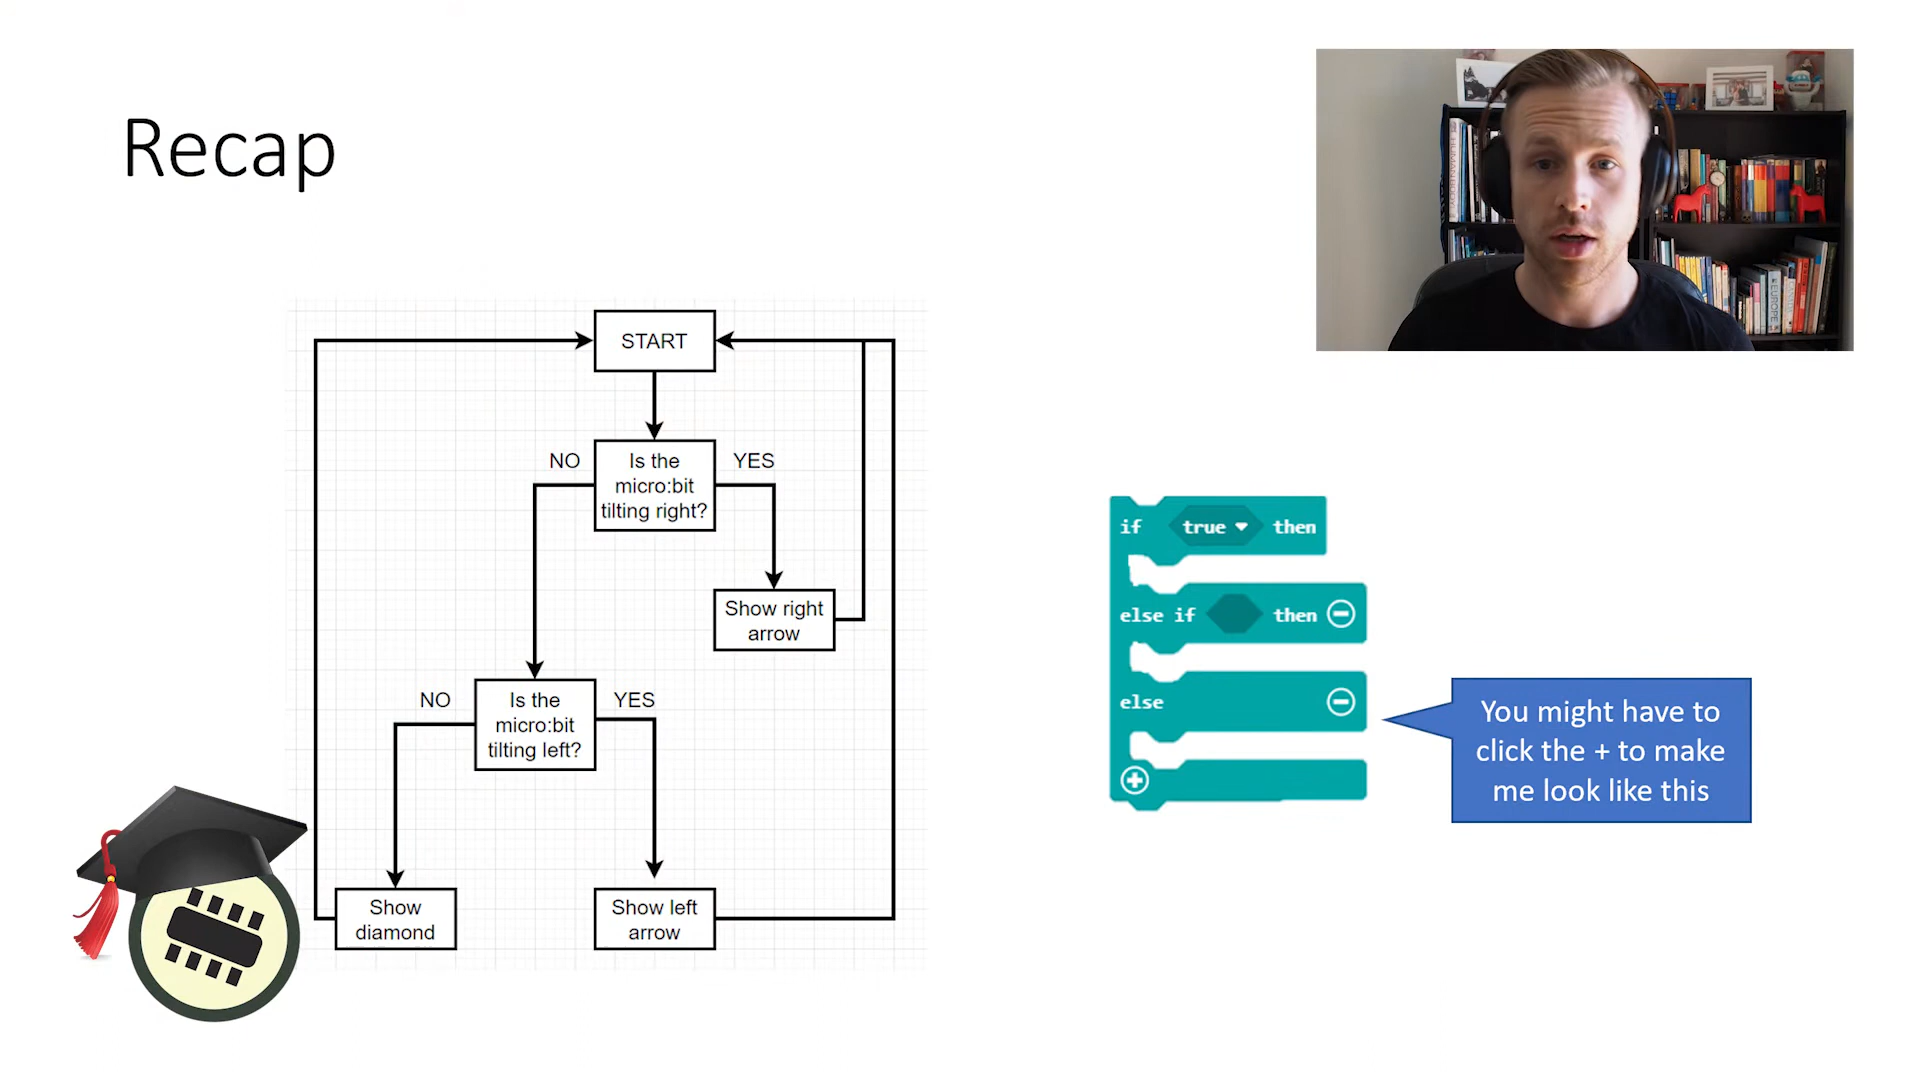 Recap
START
NO
Is the
micro:bit
tilting right?
YES
Show right
arrow
NO
Is the
micro:bit
tilting left?
YES
Show
diamond
Show left
arrow
if true then
else if then
else
You might have to
click the + to make
me look like this
EUROPE